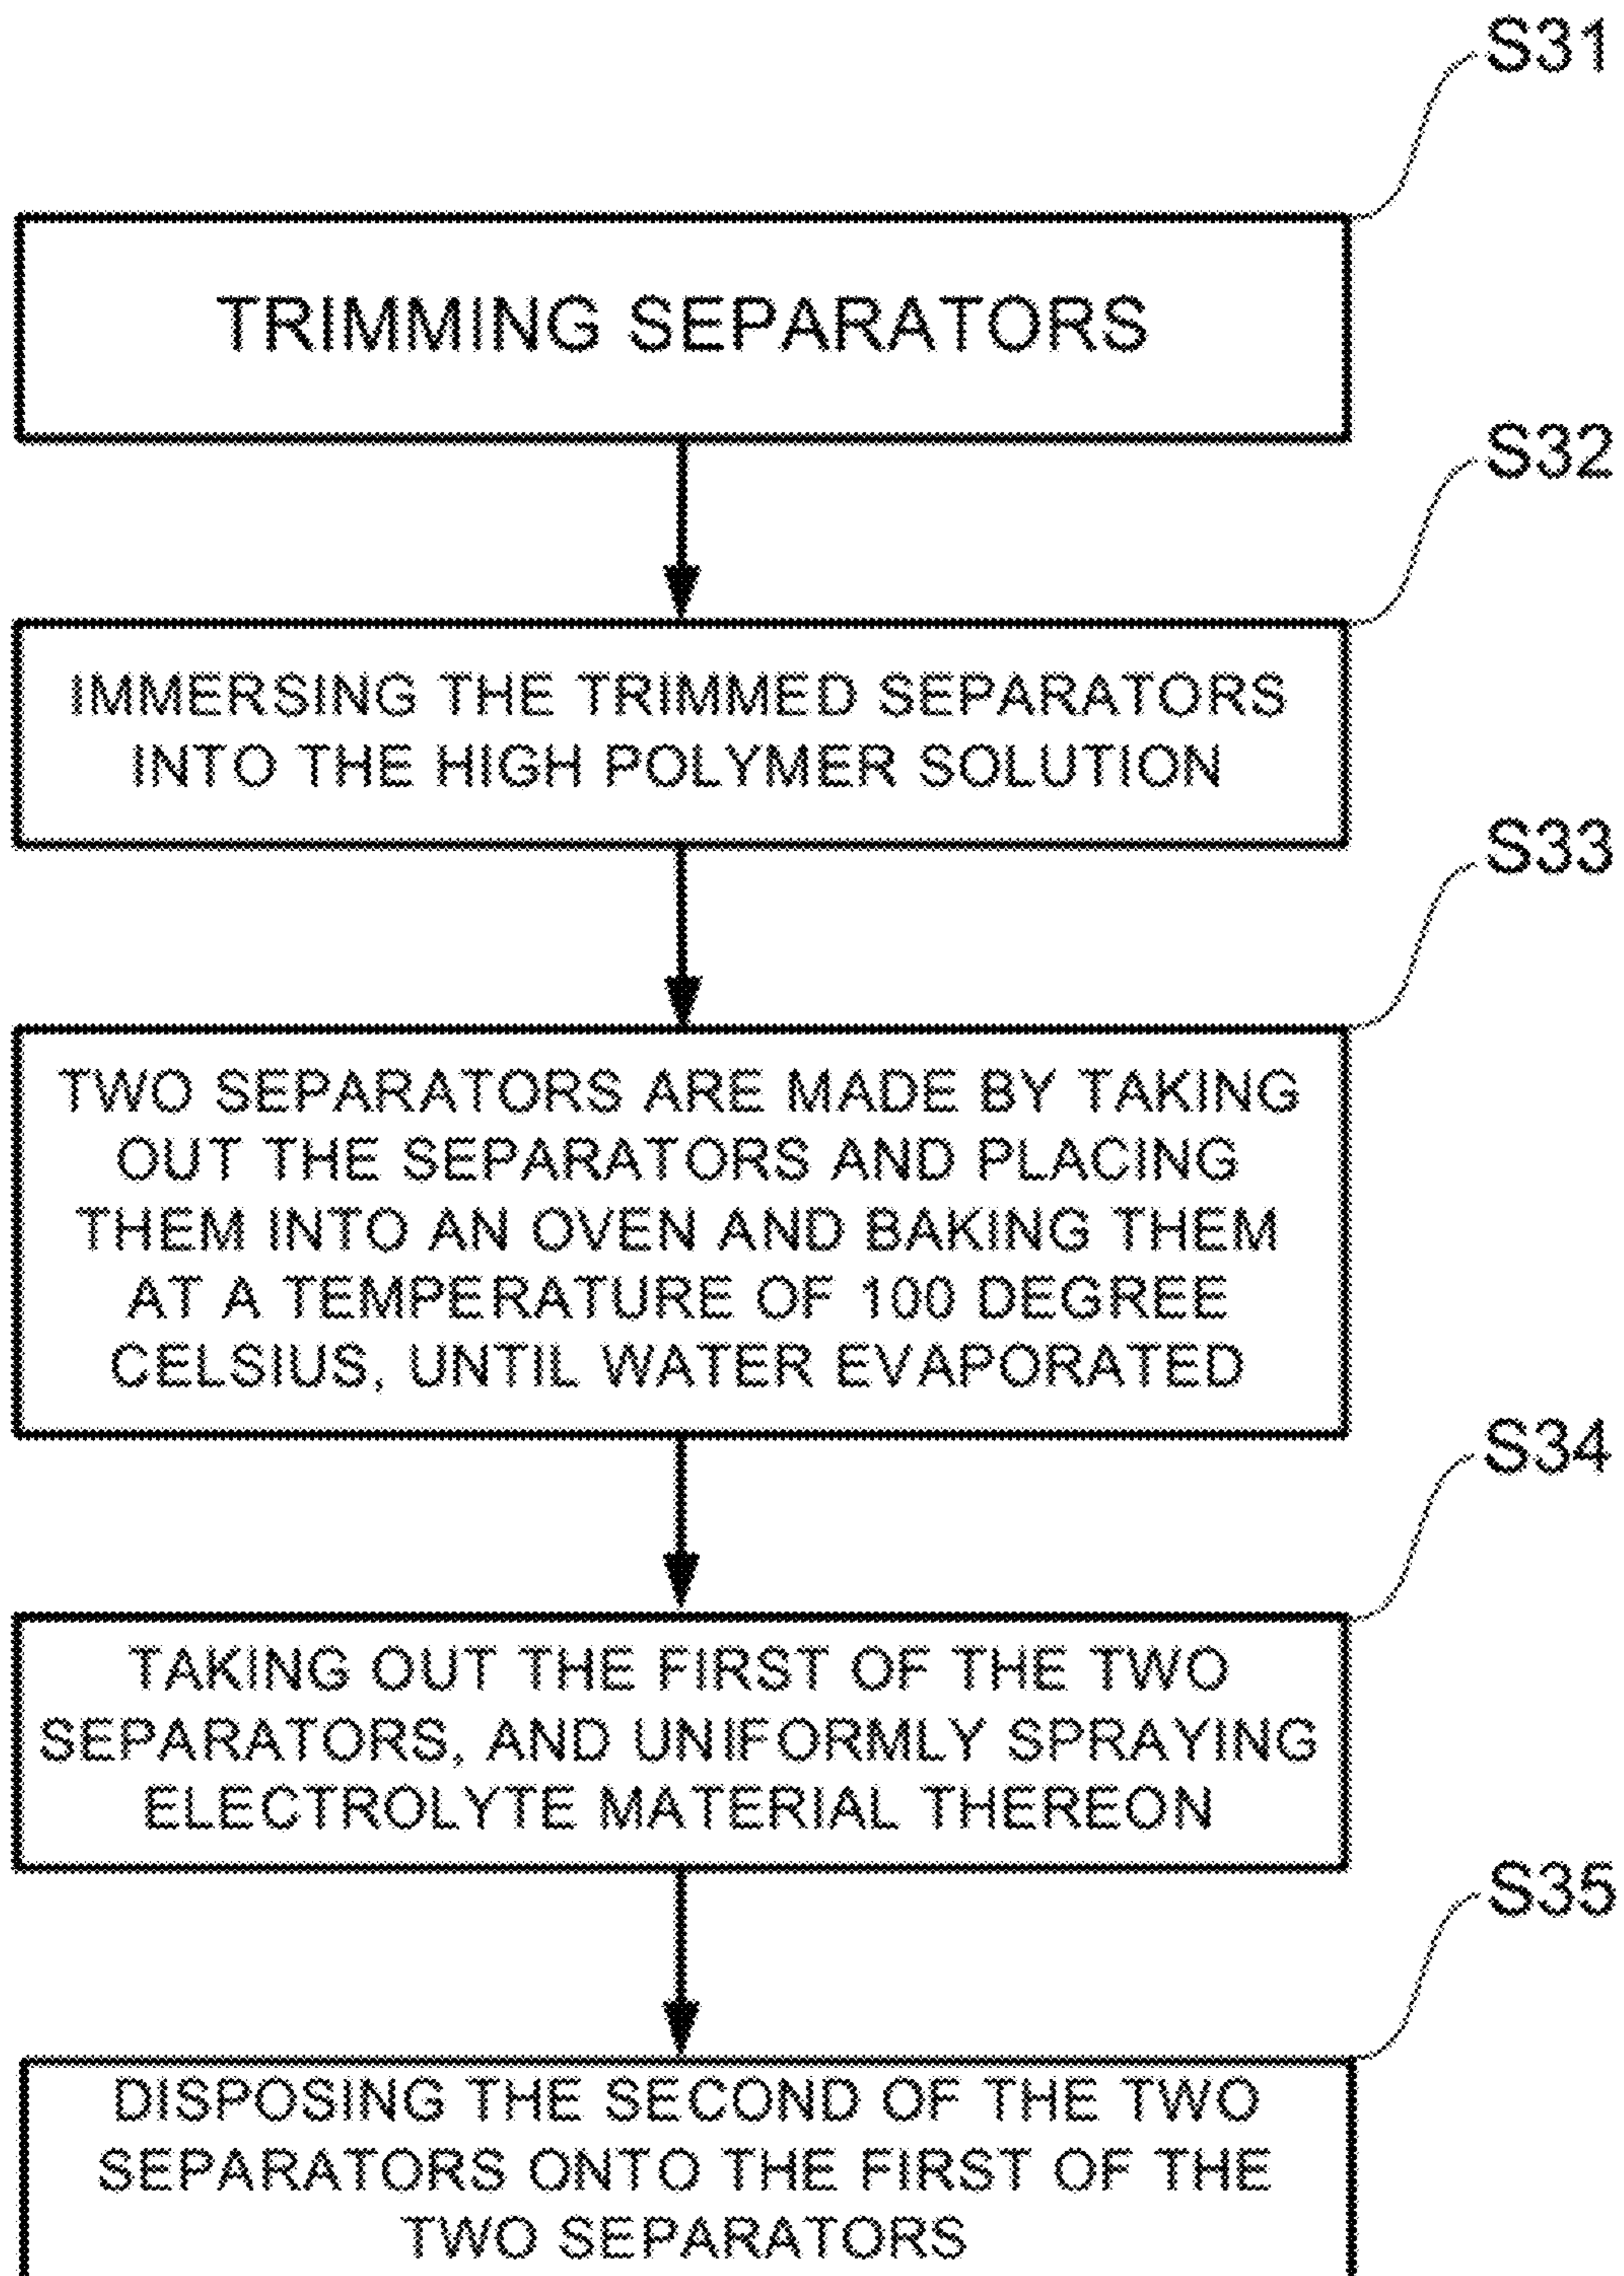 S31
TRIMMING SEPARATORS
S32
IMMERSING THE TRIMMED SEPARATORS
INTO THE HIGH POLYMER SOLUTION
S33
TWO SEPARATORS ARE MADE BY TAKING
OUT THE SEPARATORS AND PLACING
THEM INTO AN OVEN AND BAKING THEM
AT A TEMPERATURE OF 100 DEGREE
CELSIUS, UNTIL WATER EVAPORATED
S34
TAKING OUT THE FIRST OF THE TWO
SEPARATORS, AND UNIFORMLY SPRAYING
ELECTROLYTE MATERIAL THEREON
S35
DISPOSING THE SECOND OF THE TWO
SEPARATORS ONTO THE FIRST OF THE
TWO SEPARATORS